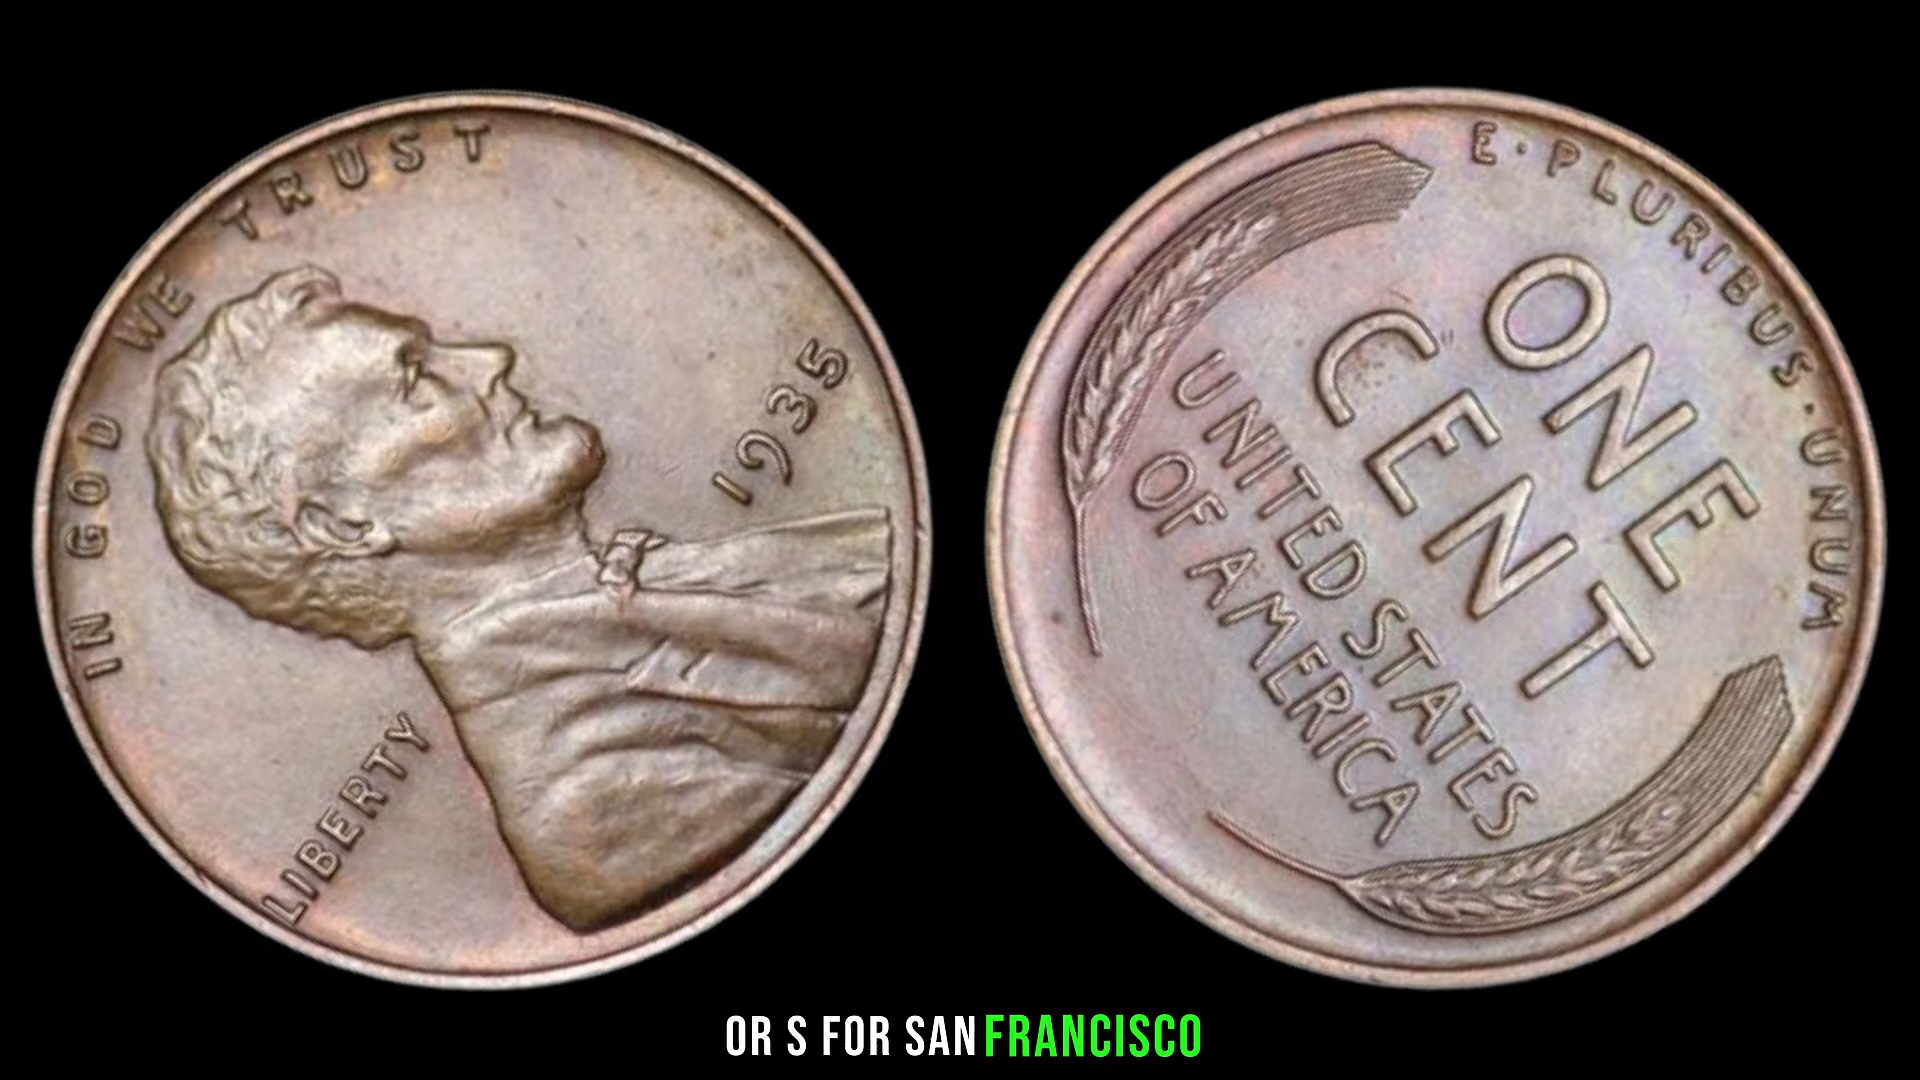 IN GOD WE TRUST
LIBERTY
1935
E·PLURIBUS·UNUM
ONE
CENT
UNITED STATES
OF AMERICA
OR S FOR SAN FRANCISCO